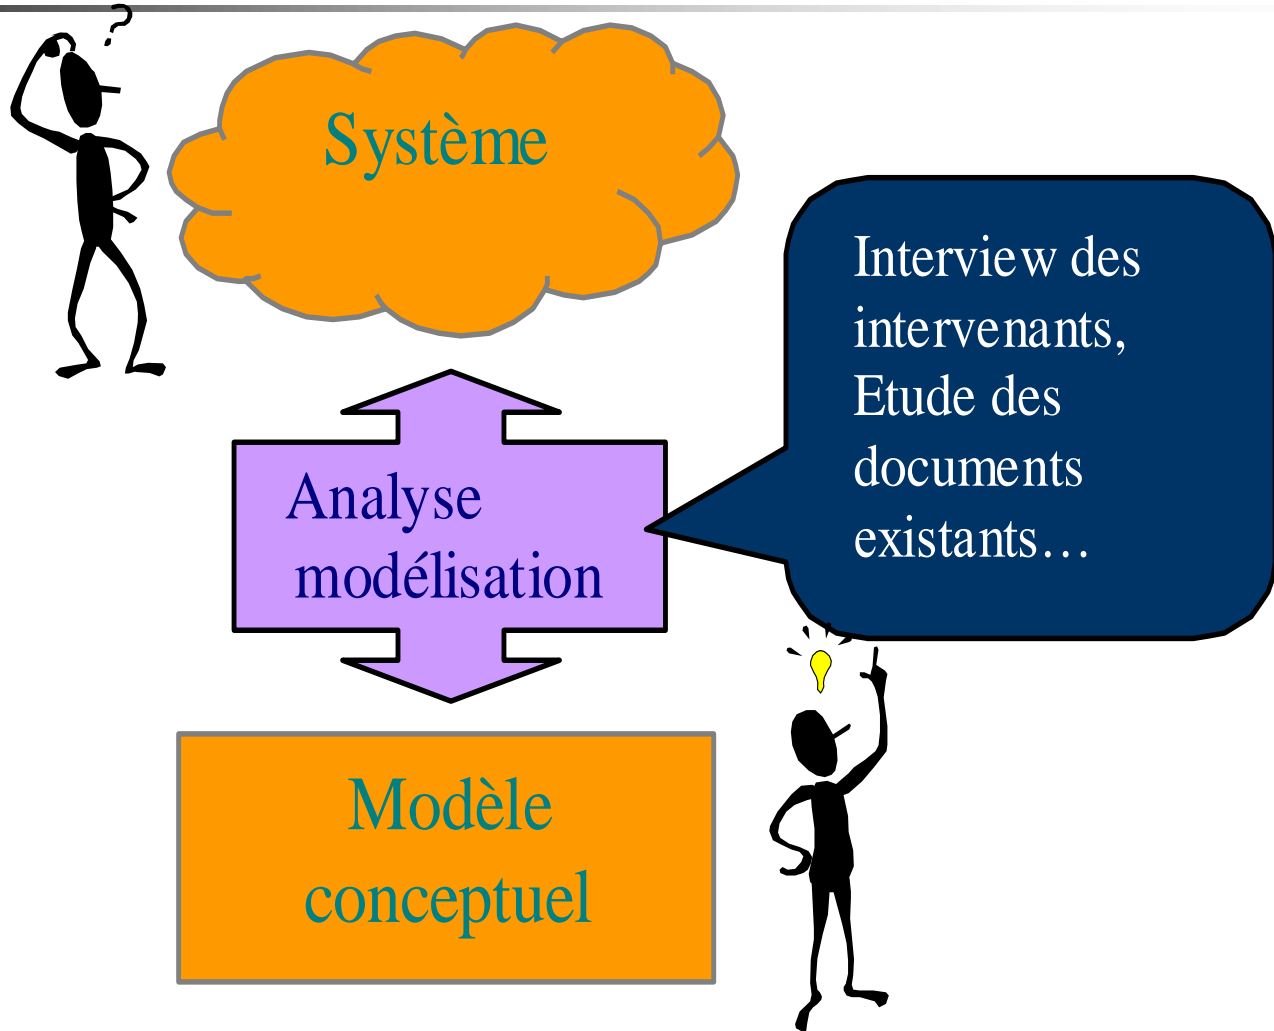 ?
Système
Interview des
intervenants,
Etude des
documents
existants…
Analyse
modélisation
Modèle
conceptuel